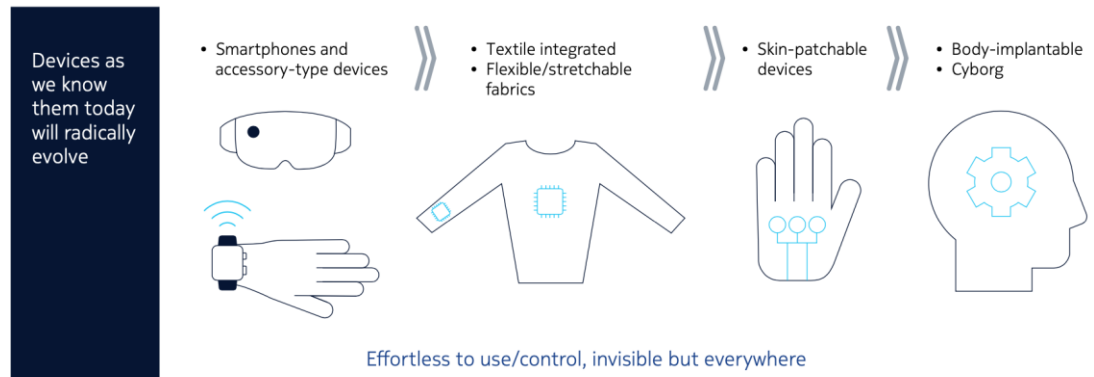 Devices as
we know
them today
will radically
evolve
• Smartphones and
accessory-type devices
• Textile integrated
• Flexible/stretchable
fabrics
• Skin-patchable
devices
• Body-implantable
• Cyborg
Effortless to use/control, invisible but everywhere